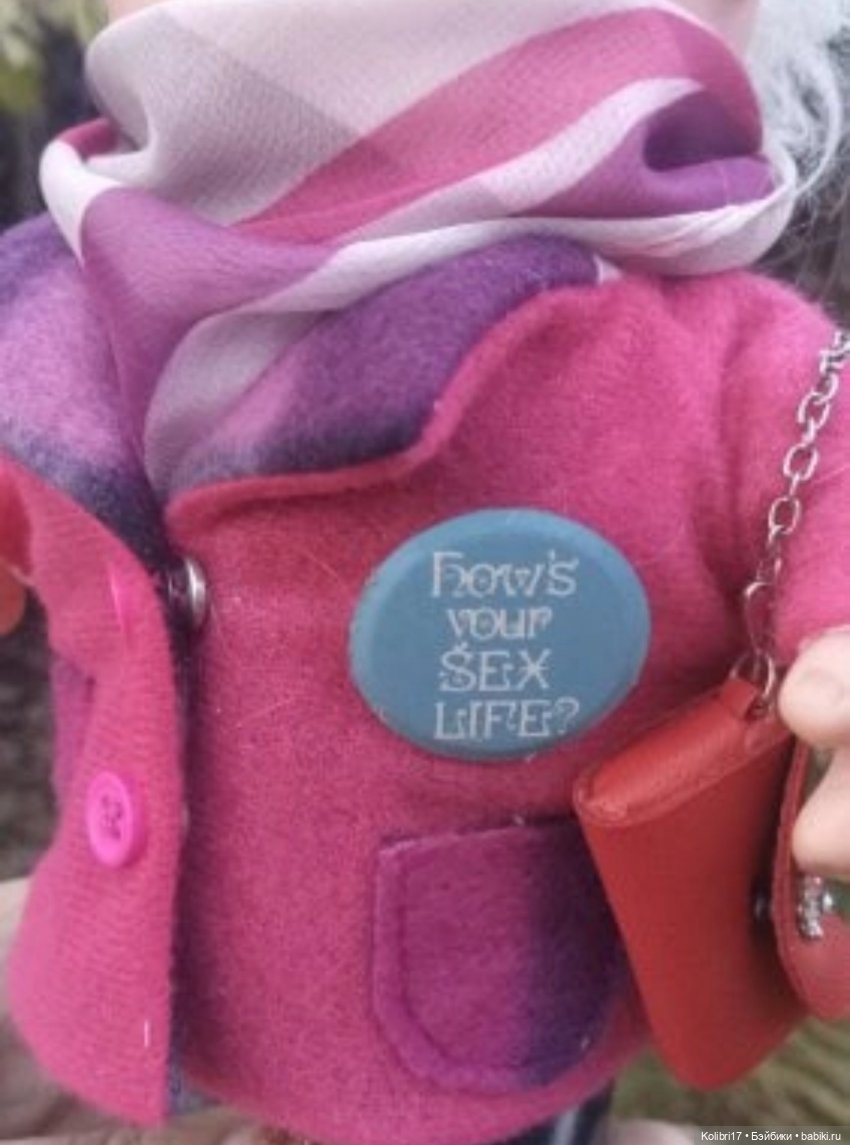 how's
your
SEX
LIFE?
Kolibri17 • Бэйбики • babiki.ru